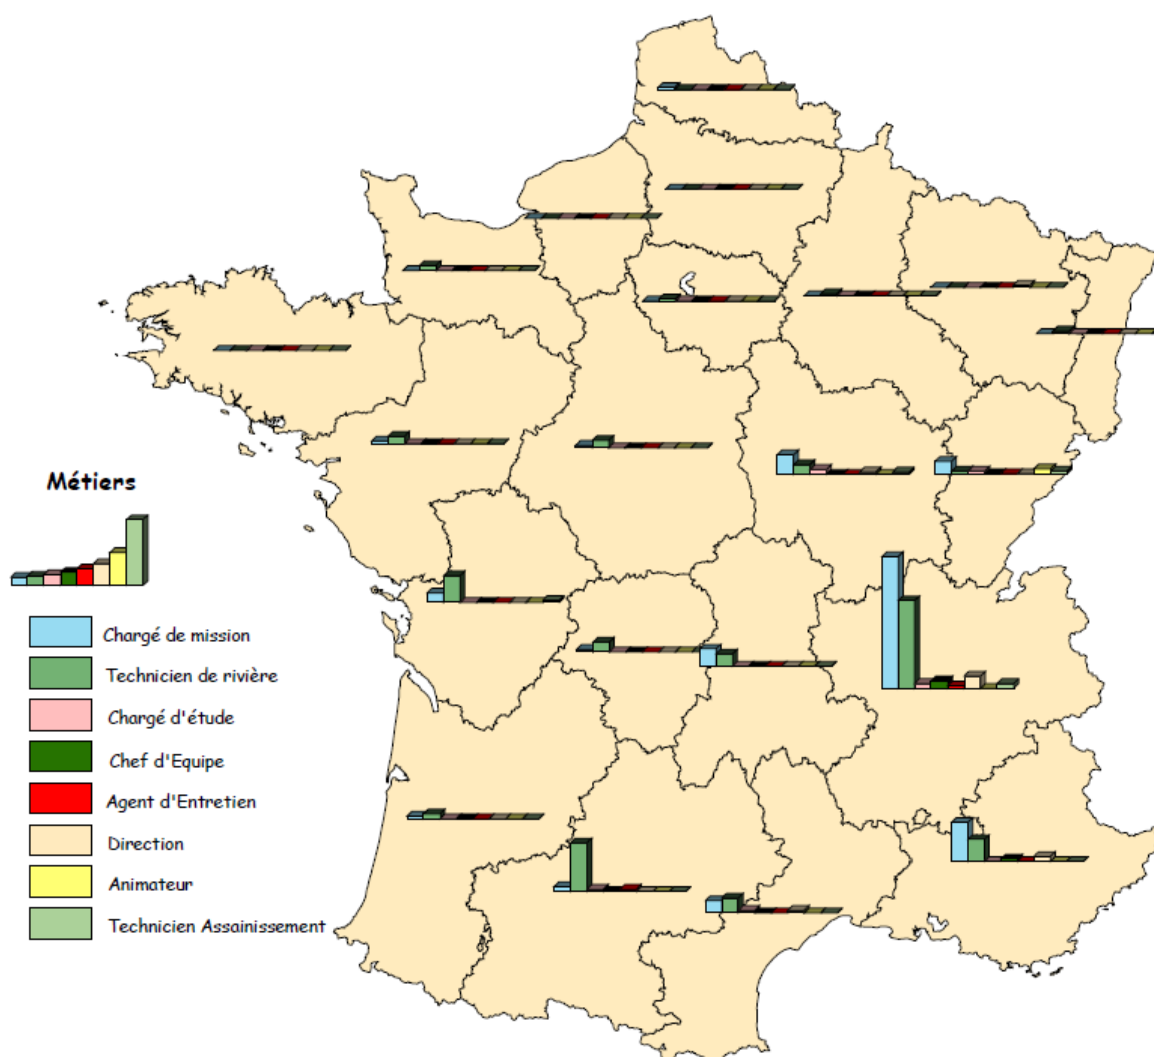 Métiers
Chargé de mission
Technicien de rivière
Chargé d'étude
Chef d'Equipe
Agent d'Entretien
Direction
Animateur
Technicien Assainissement